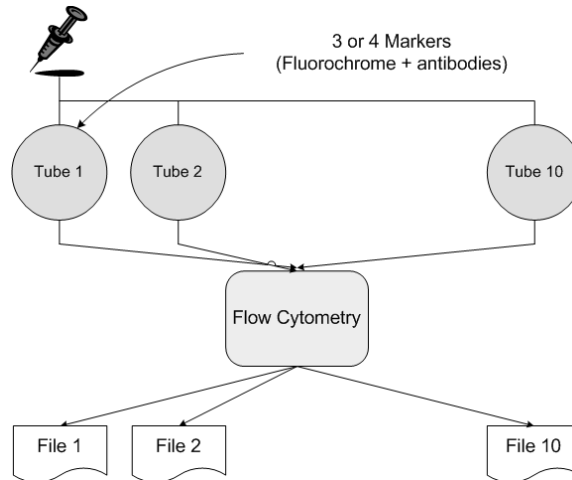 3 or 4 Markers
(Fluorochrome + antibodies)
Tube 1
Tube 2
Tube 10
Flow Cytometry
File 1
File 2
File 10